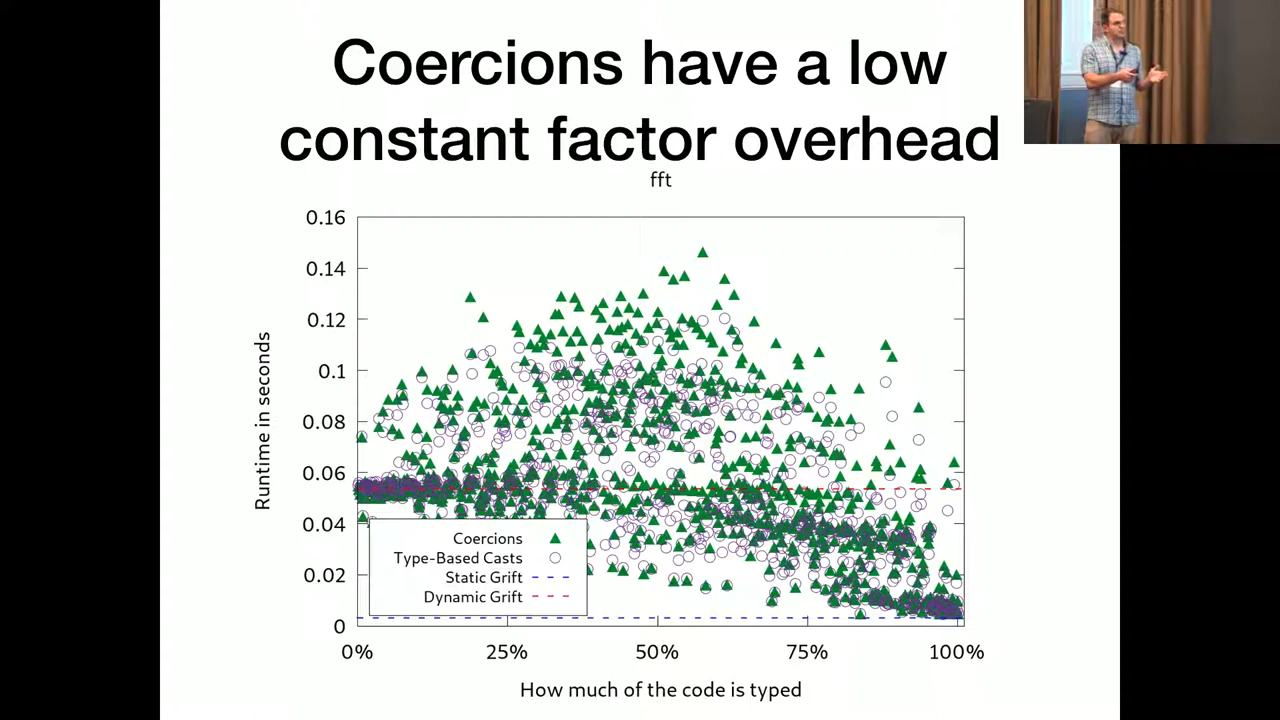 Coercions have a low
constant factor overhead
fft
0.16
0.14
0.12
0.1
0.08
0.06
0.04
0.02
0
Runtime in seconds
Coercions
Type-Based Casts
Static Grift
Dynamic Grift
0% 25% 50% 75% 100%
How much of the code is typed